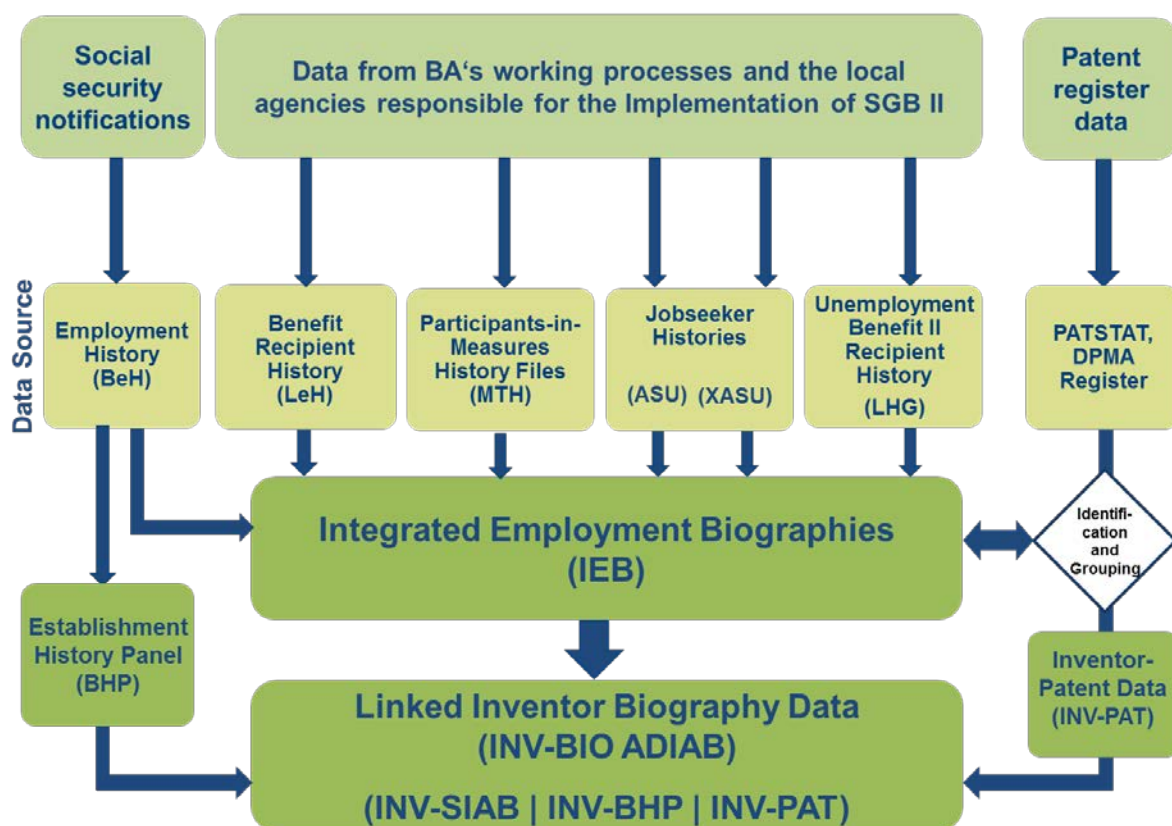 Social
security
notifications
Data from BA‘s working processes and the local
agencies responsible for the Implementation of SGB II
Patent
register
data
Data Source
Employment
History
(BeH)
Benefit
Recipient
History
(LeH)
Participants-in-
Measures
History Files
(MTH)
Jobseeker
Histories
(ASU) (XASU)
Unemployment
Benefit II
Recipient
History
(LHG)
PATSTAT,
DPMA
Register
Integrated Employment Biographies
(IEB)
Identifi-
cation
and
Grouping
Establishment
History Panel
(BHP)
Linked Inventor Biography Data
(INV-BIO ADIAB)
(INV-SIAB | INV-BHP | INV-PAT)
Inventor-
Patent Data
(INV-PAT)